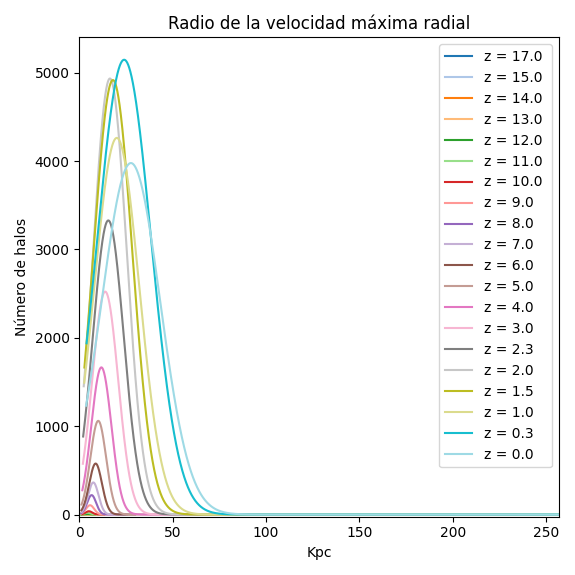 Radio de la velocidad máxima radial
Número de halos
5000
4000
3000
2000
1000
0
0
50
100
150
200
250
Kpc
z = 17.0
z = 15.0
z = 14.0
z = 13.0
z = 12.0
z = 11.0
z = 10.0
z = 9.0
z = 8.0
z = 7.0
z = 6.0
z = 5.0
z = 4.0
z = 3.0
z = 2.3
z = 2.0
z = 1.5
z = 1.0
z = 0.3
z = 0.0